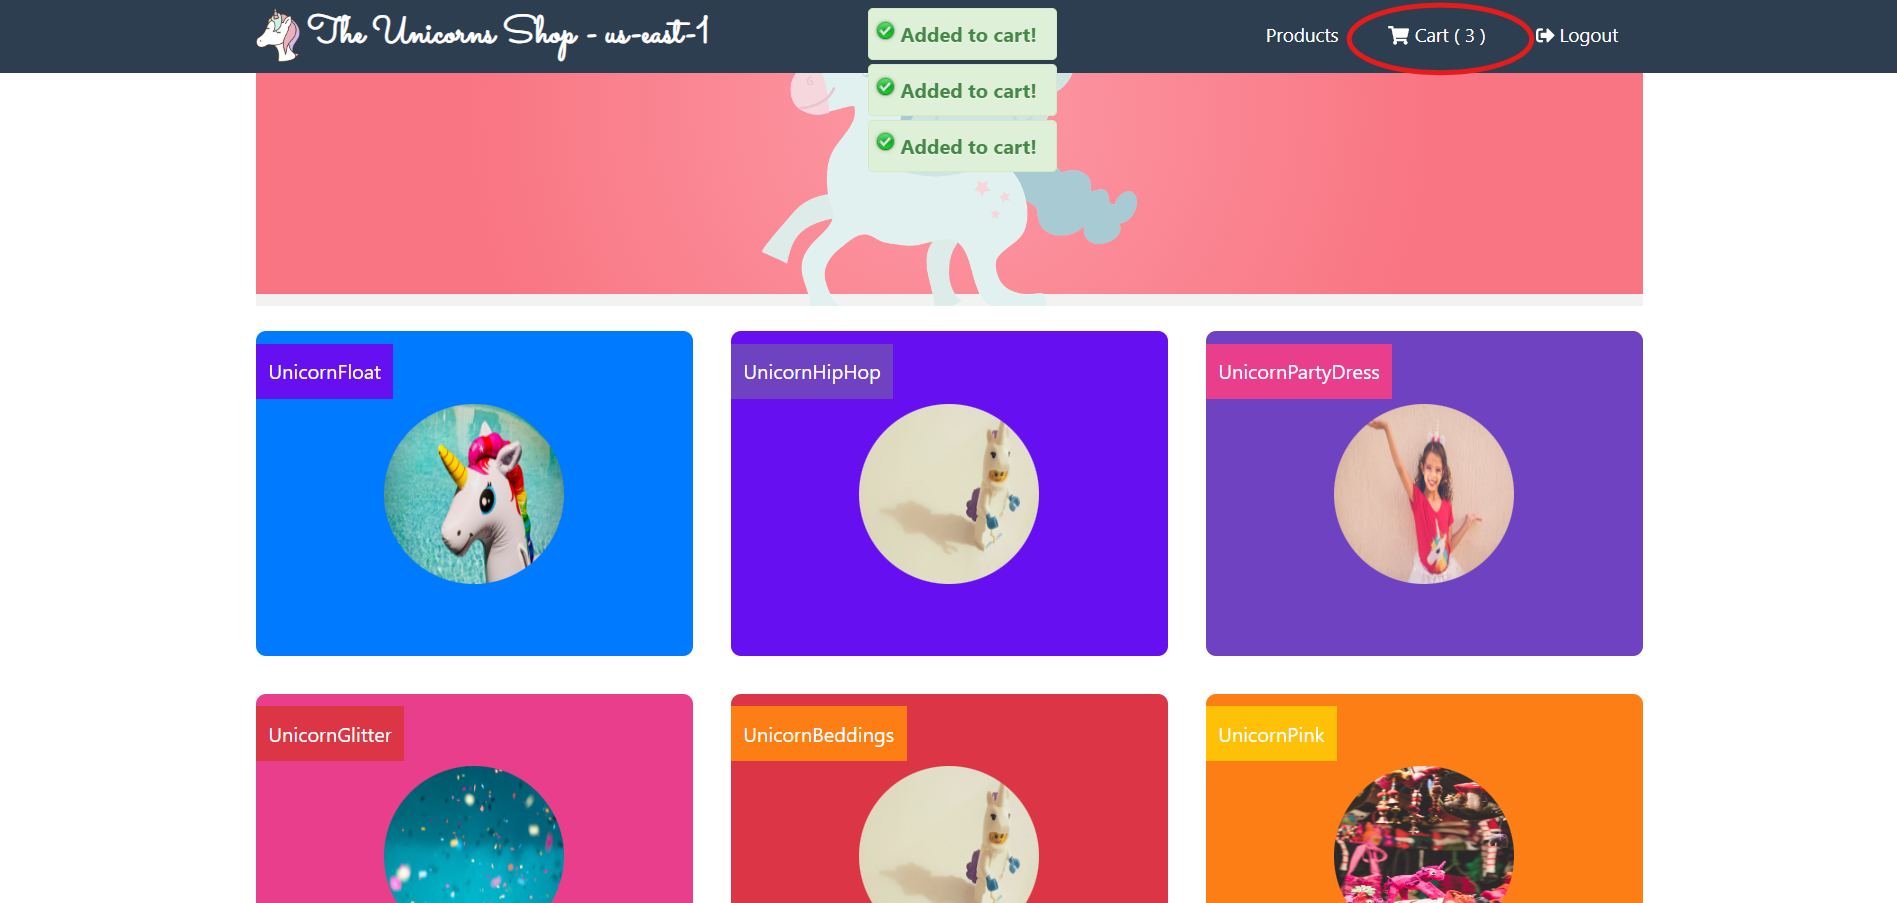 The Unicorns Shop - us-east-1
Added to cart!
Products
Cart ( 3 )
Logout
Added to cart!
Added to cart!
UnicornFloat
UnicornHipHop
UnicornPartyDress
UnicornGlitter
UnicornBeddings
UnicornPink